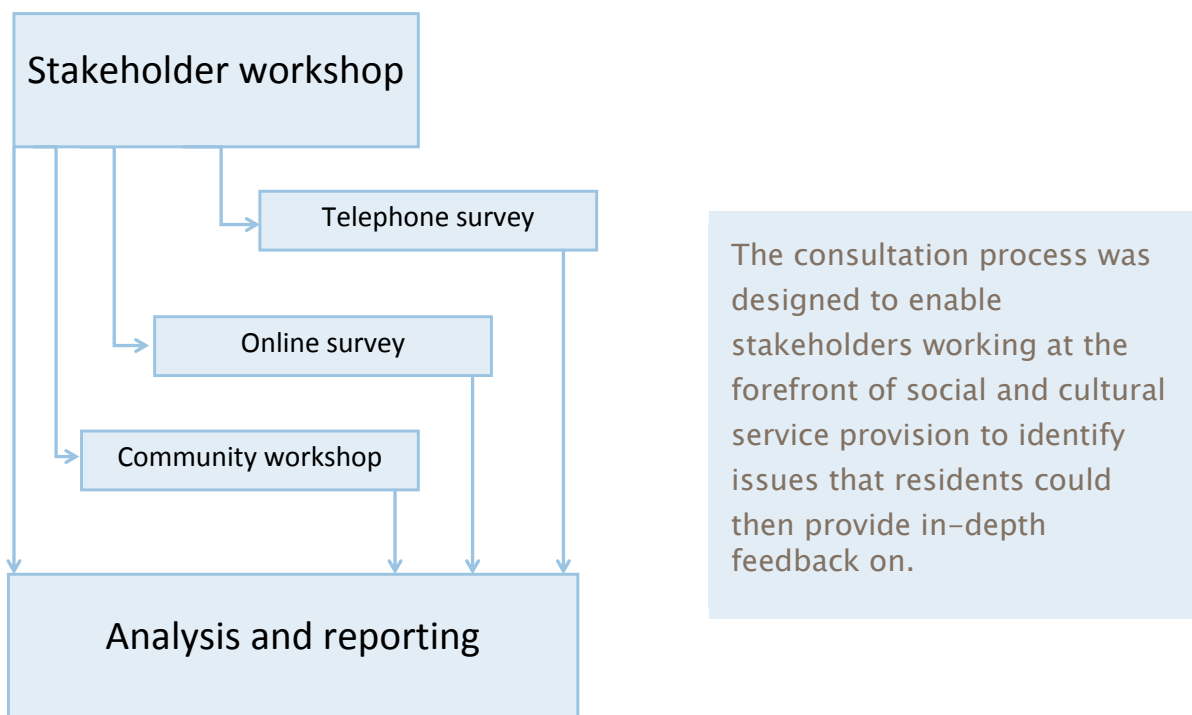 Stakeholder workshop
Telephone survey
Online survey
Community workshop
Analysis and reporting
The consultation process was
designed to enable
stakeholders working at the
forefront of social and cultural
service provision to identify
issues that residents could
then provide in-depth
feedback on.